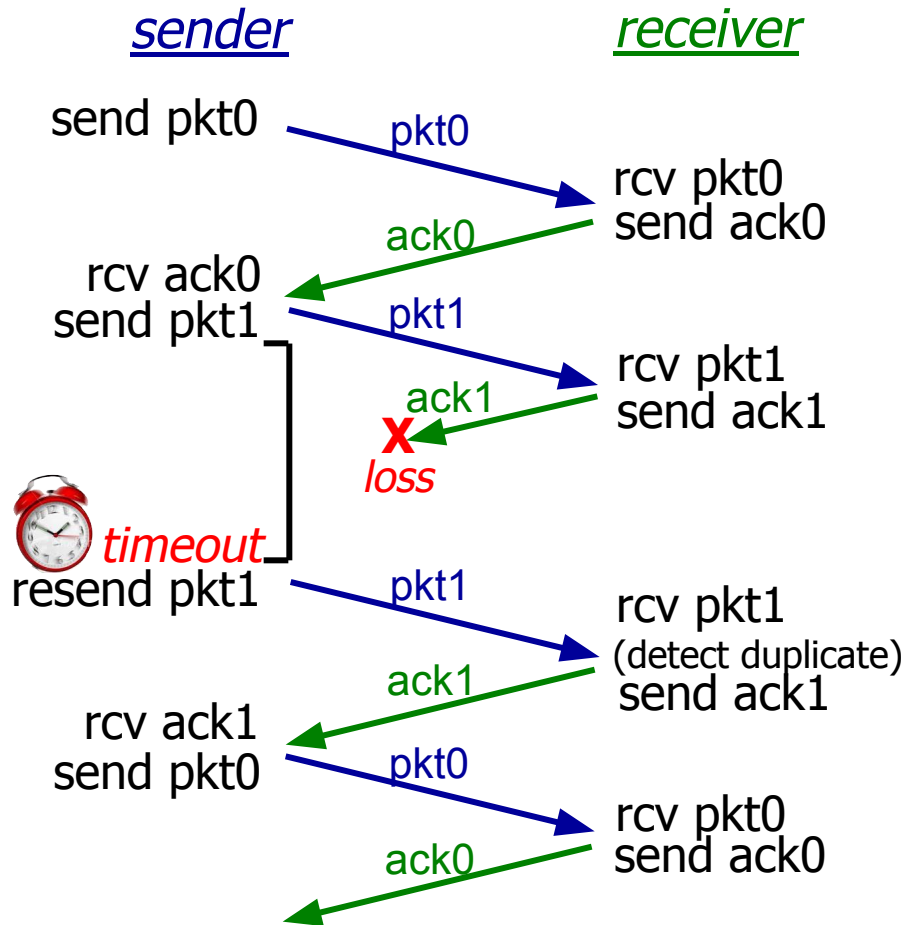 sender
receiver
send pkt0
pkt0
rcv pkt0
send ack0
ack0
rcv ack0
send pkt1
pkt1
rcv pkt1
send ack1
ack1
X
loss
timeout
resend pkt1
pkt1
rcv pkt1
(detect duplicate)
send ack1
ack1
rcv ack1
send pkt0
pkt0
rcv pkt0
send ack0
ack0